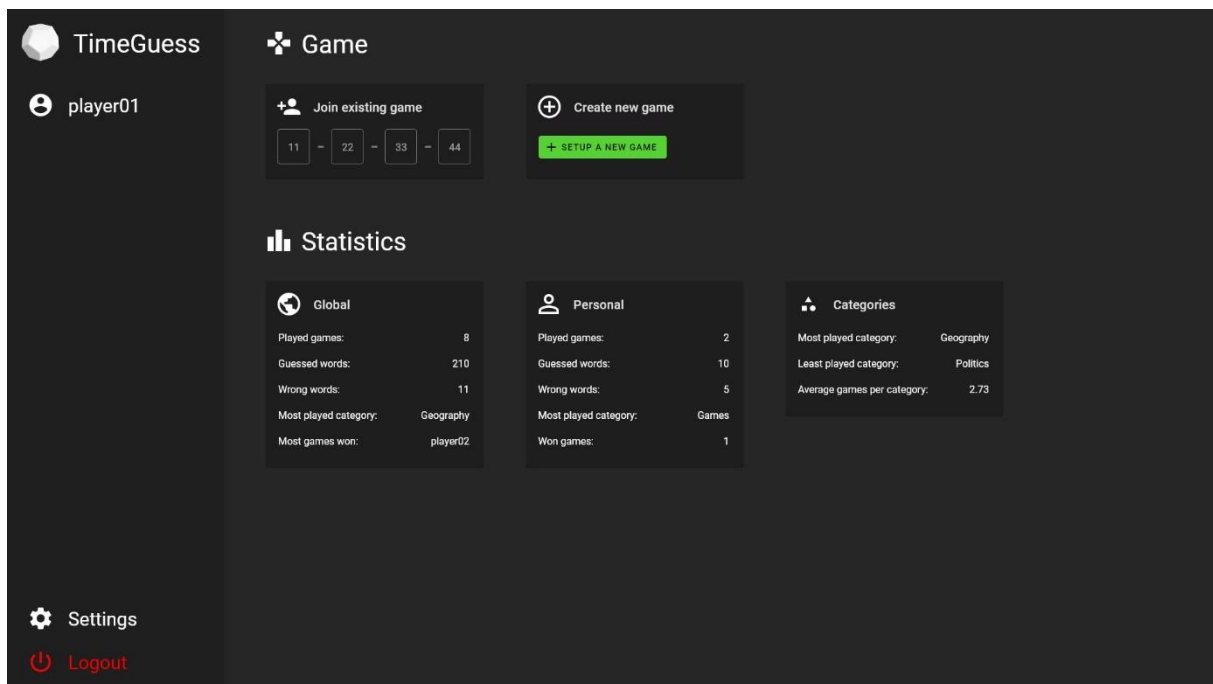 TimeGuess
player01
Settings
Logout
Game
Join existing game
11 - 22 - 33 - 44
Create new game
+ SETUP A NEW GAME
Statistics
Global
Played games: 8
Guessed words: 210
Wrong words: 11
Most played category: Geography
Most games won: player02
Personal
Played games: 2
Guessed words: 10
Wrong words: 5
Most played category: Games
Won games: 1
Categories
Most played category: Geography
Least played category: Politics
Average games per category: 2.73